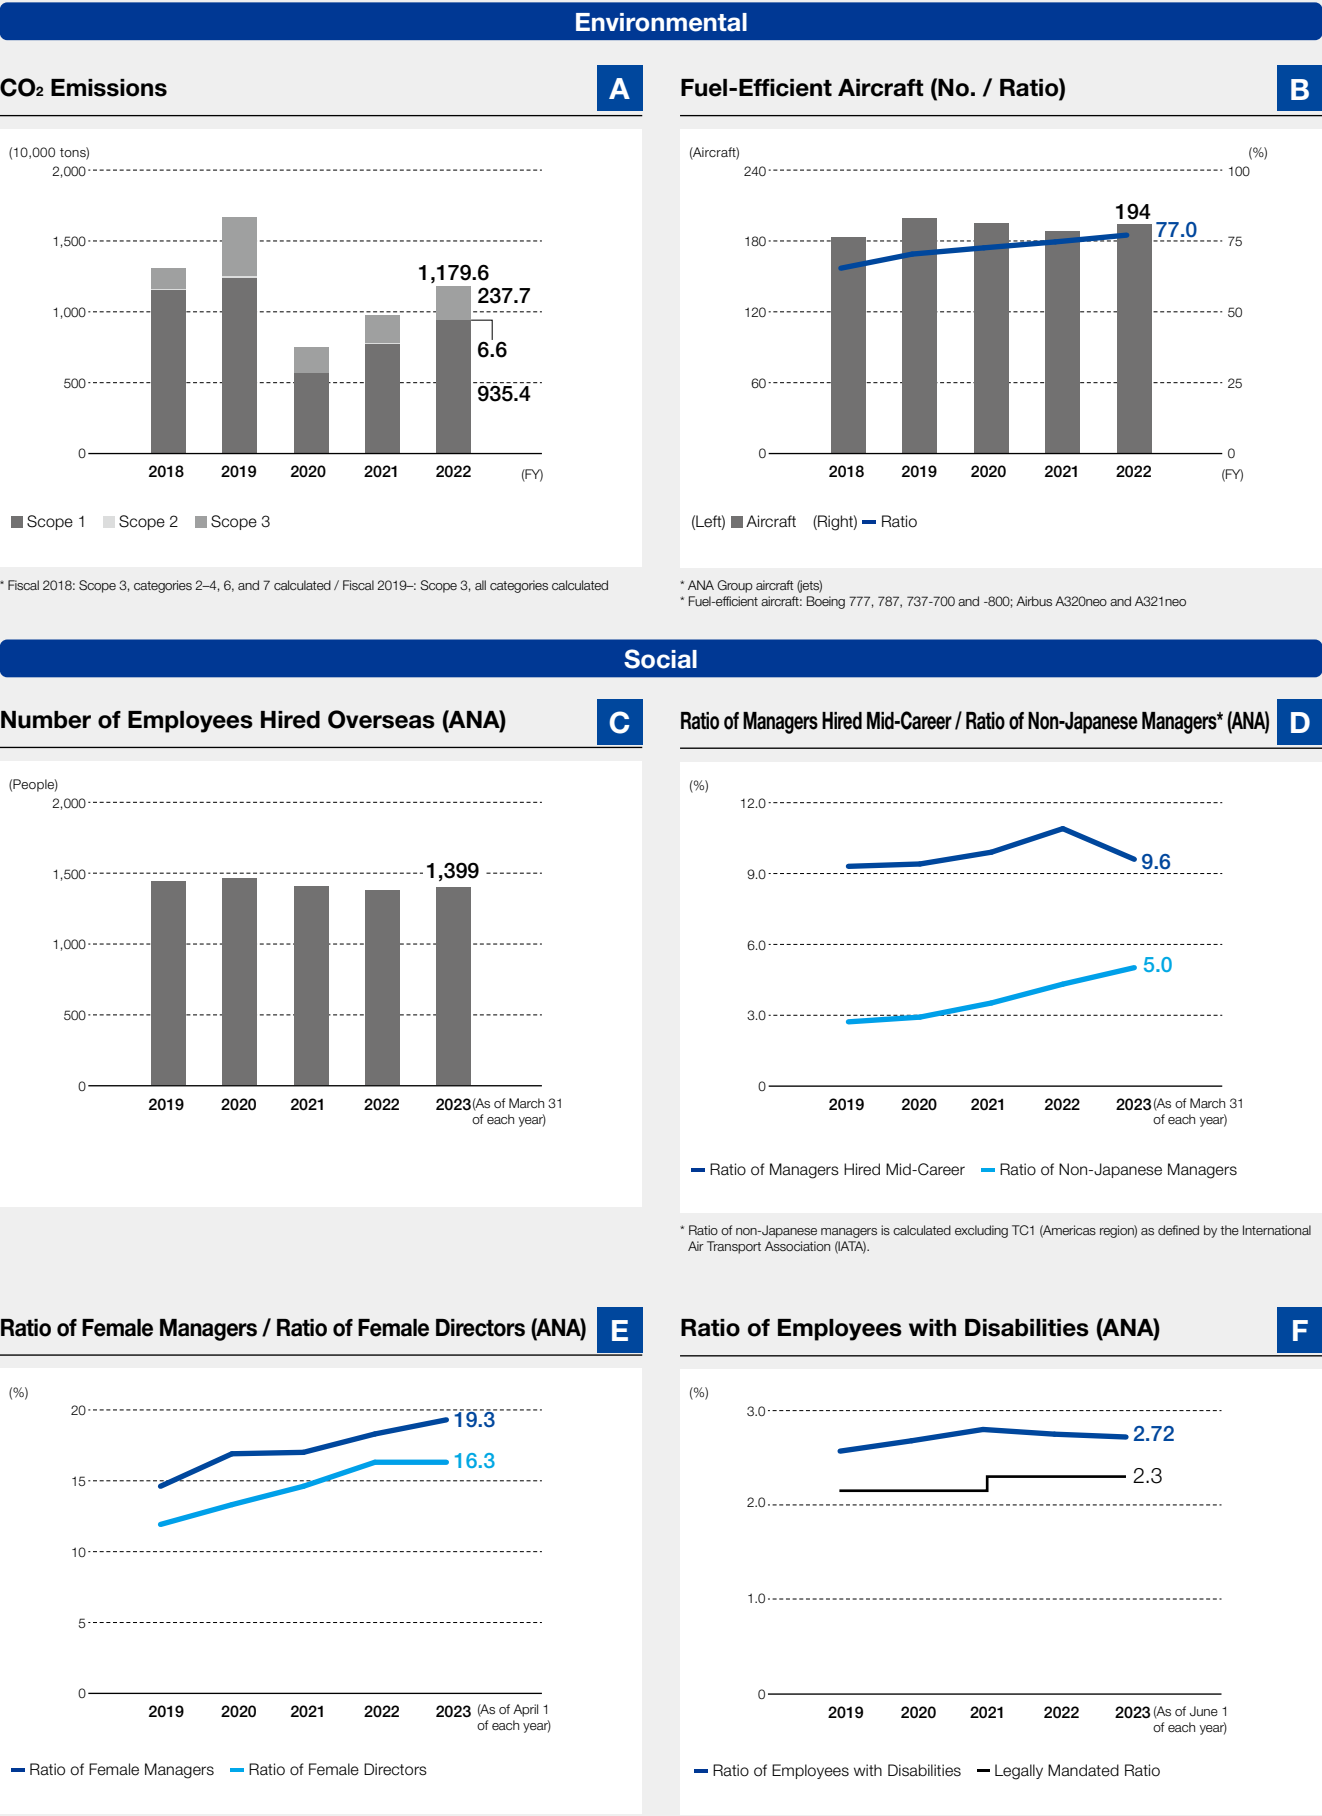 Environmental
CO2 Emissions
A
(10,000 tons)
2,000
1,500
1,000
500
0
1,179.6
237.7
6.6
935.4
2018 2019 2020 2021 2022 (FY)
Scope 1 Scope 2 Scope 3
* Fiscal 2018: Scope 3, categories 2–4, 6, and 7 calculated / Fiscal 2019–: Scope 3, all categories calculated
Fuel-Efficient Aircraft (No. / Ratio)
B
(Aircraft) (%)
240 100
180 75
120 50
60 25
0 0
194
77.0
2018 2019 2020 2021 2022 (FY)
(Left) Aircraft (Right) Ratio
* ANA Group aircraft (jets)
* Fuel-efficient aircraft: Boeing 777, 787, 737-700 and -800; Airbus A320neo and A321neo
Social
Number of Employees Hired Overseas (ANA)
C
(People)
2,000
1,500
1,000
500
0
1,399
2019 2020 2021 2022 2023 (As of March 31
of each year)
Ratio of Managers Hired Mid-Career / Ratio of Non-Japanese Managers* (ANA)
D
(%)
12.0
9.0
6.0
3.0
0
9.6
5.0
2019 2020 2021 2022 2023 (As of March 31
of each year)
Ratio of Managers Hired Mid-Career Ratio of Non-Japanese Managers
* Ratio of non-Japanese managers is calculated excluding TC1 (Americas region) as defined by the International
Air Transport Association (IATA).
Ratio of Female Managers / Ratio of Female Directors (ANA)
E
(%)
20
15
10
5
0
19.3
16.3
2019 2020 2021 2022 2023 (As of April 1
of each year)
Ratio of Female Managers Ratio of Female Directors
Ratio of Employees with Disabilities (ANA)
F
(%)
3.0
2.0
1.0
0
2.72
2.3
2019 2020 2021 2022 2023 (As of June 1
of each year)
Ratio of Employees with Disabilities Legally Mandated Ratio